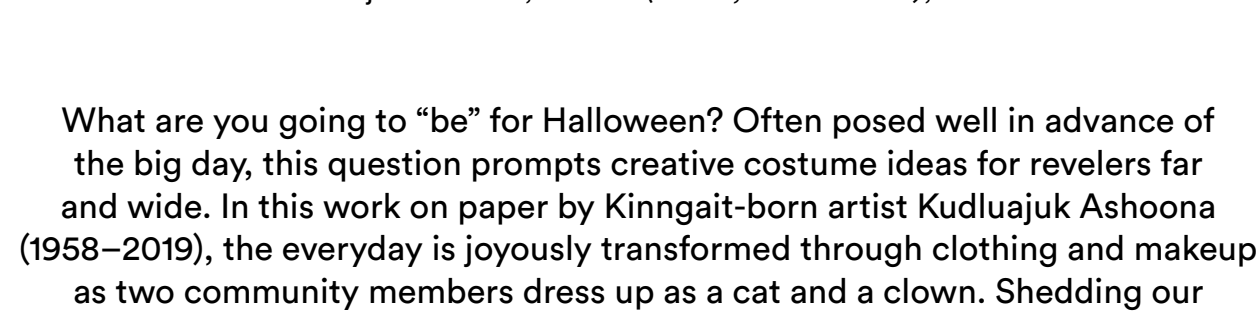 What are you going to “be” for Halloween? Often posed well in advance of
the big day, this question prompts creative costume ideas for revelers far
and wide. In this work on paper by Kinngait-born artist Kudluajuk Ashoona
(1958–2019), the everyday is joyously transformed through clothing and makeup
as two community members dress up as a cat and a clown. Shedding our